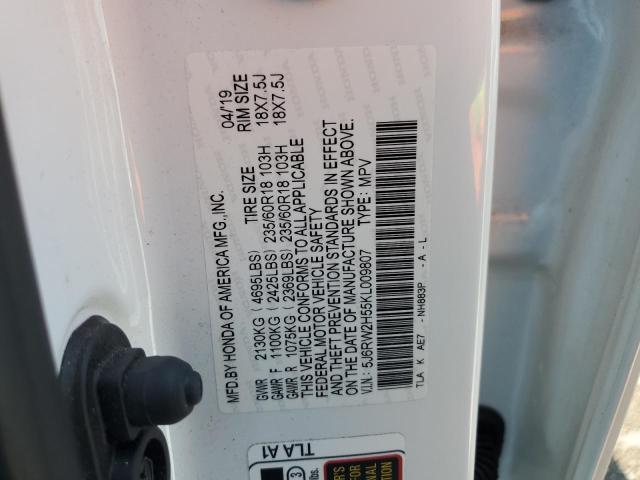 MFD.BY HONDA OF AMERICA MFG.,INC. 04/'19
TIRE SIZE RIM SIZE
GVWR 2130KG (4695LBS)
GAWR F 1100KG (2425LBS) 235/60R18 103H 18X7.5J
GAWR R 1075KG (2369LBS) 235/60R18 103H 18X7.5J
THIS VEHICLE CONFORMS TO ALL APPLICABLE
FEDERAL MOTOR VEHICLE SAFETY
AND THEFT PREVENTION STANDARDS IN EFFECT
ON THE DATE OF MANUFACTURE SHOWN ABOVE.
V.I.N.: 5J6RW2H55KL009807 TYPE: MPV
TLA K AE7 - NH883P - A - L
TLA A1
3
lbs.